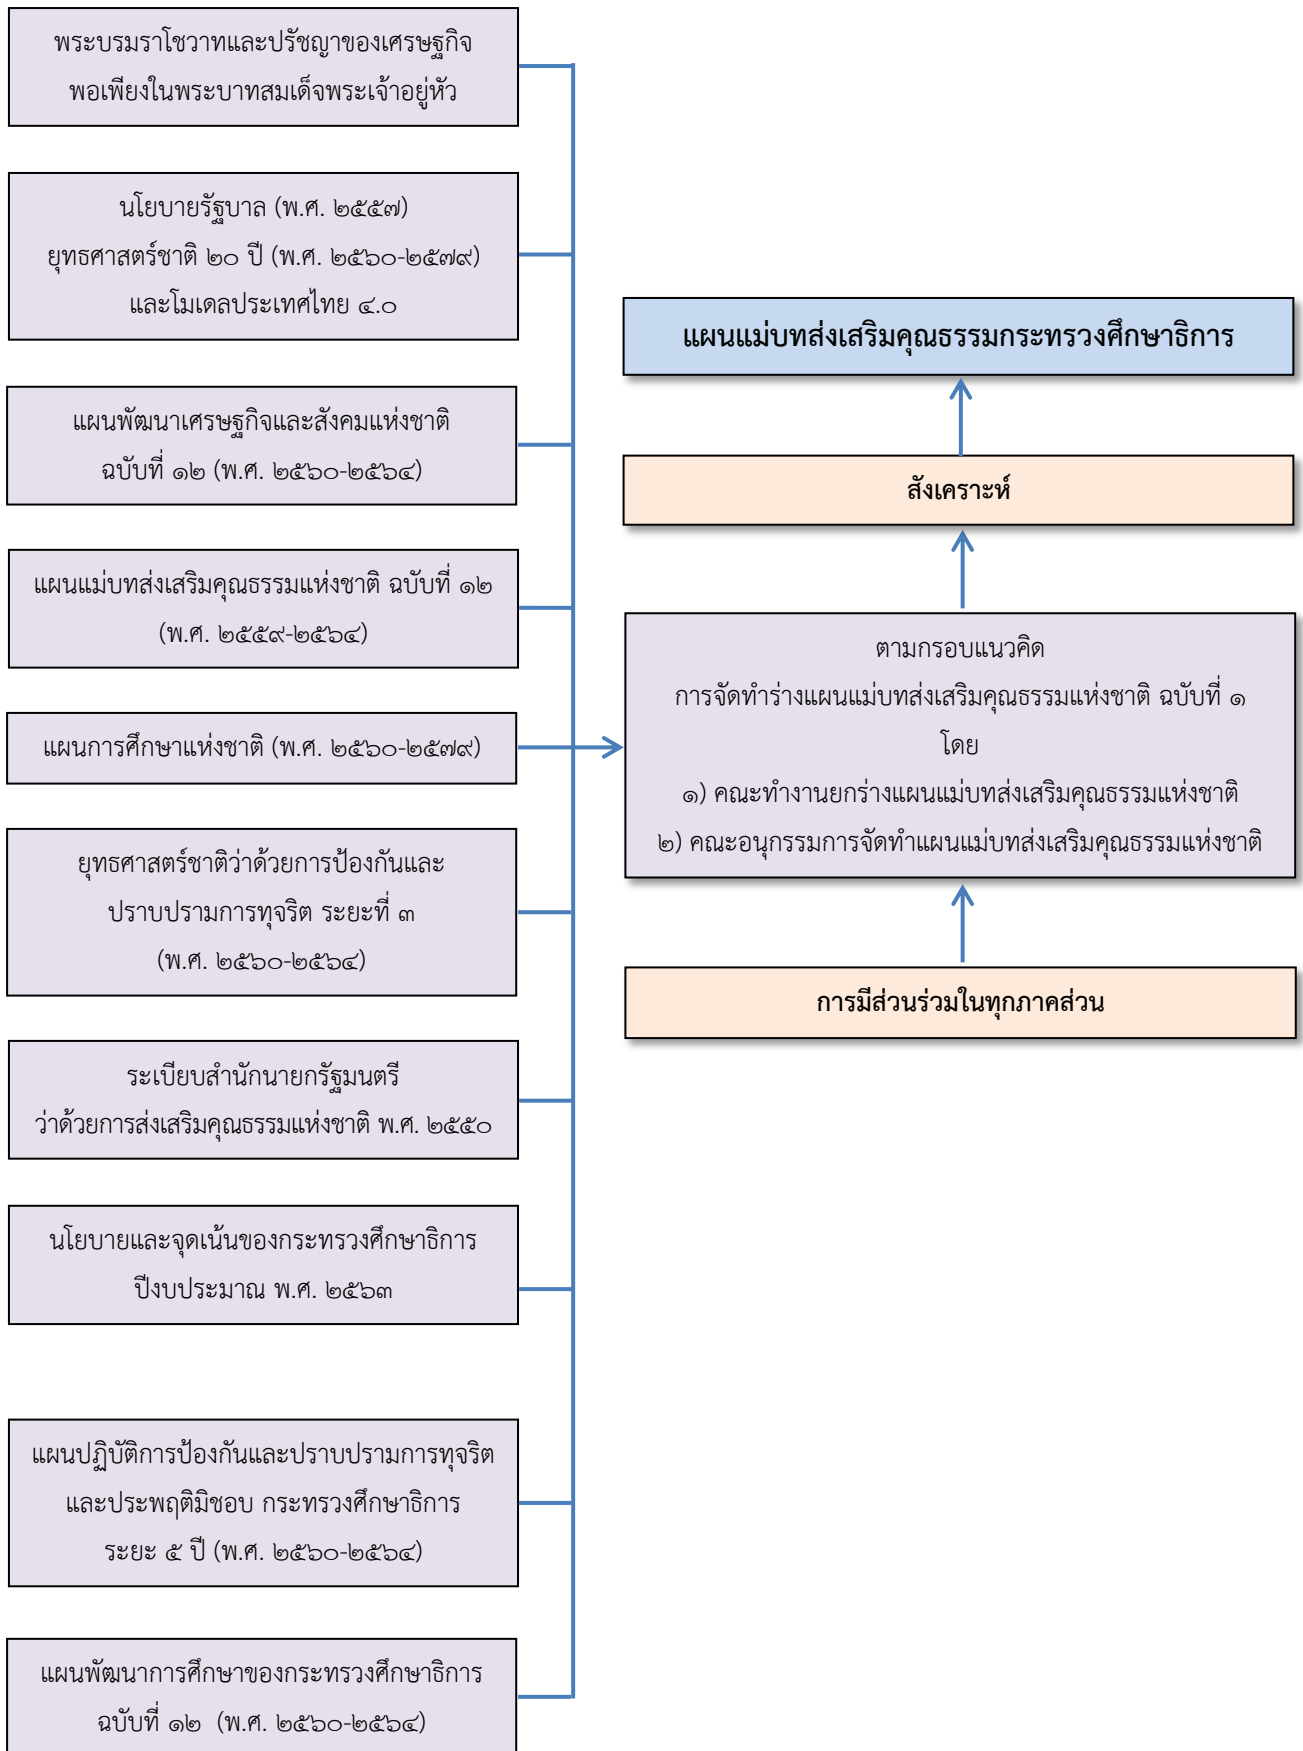 พระบรมราโชวาทและปรัชญาของเศรษฐกิจ
พอเพียงในพระบาทสมเด็จพระเจ้าอยู่หัว
นโยบายรัฐบาล (พ.ศ. ๒๕๕๗)
ยุทธศาสตร์ชาติ ๒๐ ปี (พ.ศ. ๒๕๖๐-๒๕๗๙)
และโมเดลประเทศไทย ๔.๐
แผนพัฒนาเศรษฐกิจและสังคมแห่งชาติ
ฉบับที่ ๑๒ (พ.ศ. ๒๕๖๐-๒๕๖๔)
แผนแม่บทส่งเสริมคุณธรรมแห่งชาติ ฉบับที่ ๑๒
(พ.ศ. ๒๕๕๙-๒๕๖๔)
แผนการศึกษาแห่งชาติ (พ.ศ. ๒๕๖๐-๒๕๗๙)
ยุทธศาสตร์ชาติว่าด้วยการป้องกันและ
ปราบปรามการทุจริต ระยะที่ ๓
(พ.ศ. ๒๕๖๐-๒๕๖๔)
ระเบียบสำนักนายกรัฐมนตรี
ว่าด้วยการส่งเสริมคุณธรรมแห่งชาติ พ.ศ. ๒๕๕๐
นโยบายและจุดเน้นของกระทรวงศึกษาธิการ
ปีงบประมาณ พ.ศ. ๒๕๖๓
แผนปฏิบัติการป้องกันและปราบปรามการทุจริต
และประพฤติมิชอบ กระทรวงศึกษาธิการ
ระยะ ๕ ปี (พ.ศ. ๒๕๖๐-๒๕๖๔)
แผนพัฒนาการศึกษาของกระทรวงศึกษาธิการ
ฉบับที่ ๑๒ (พ.ศ. ๒๕๖๐-๒๕๖๔)
แผนแม่บทส่งเสริมคุณธรรมกระทรวงศึกษาธิการ
สังเคราะห์
ตามกรอบแนวคิด
การจัดทำร่างแผนแม่บทส่งเสริมคุณธรรมแห่งชาติ ฉบับที่ ๑
โดย
๑) คณะทำงานยกร่างแผนแม่บทส่งเสริมคุณธรรมแห่งชาติ
๒) คณะอนุกรรมการจัดทำแผนแม่บทส่งเสริมคุณธรรมแห่งชาติ
การมีส่วนร่วมในทุกภาคส่วน